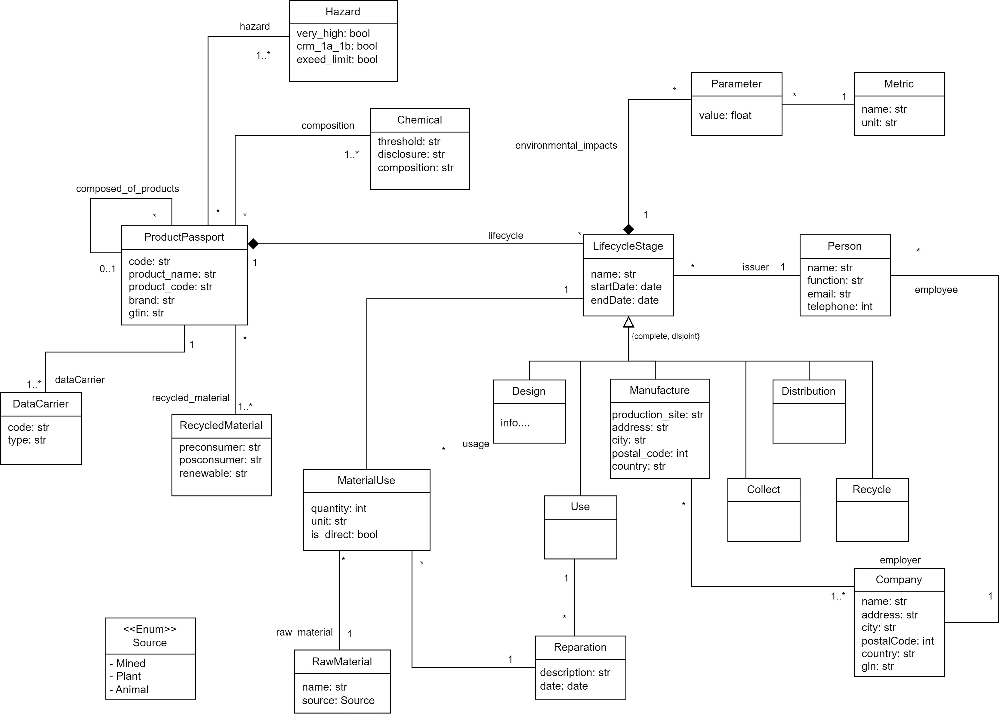 Hazard
very_high: bool
crm_1a_1b: bool
exeed_limit: bool
hazard
1..*
Parameter
value: float
Metric
name: str
unit: str
*
*
1
environmental_impacts
1
Chemical
threshold: str
disclosure: str
composition: str
composition
1..*
composed_of_products
*
*
*
0..1
ProductPassport
code: str
product_name: str
product_code: str
brand: str
gtin: str
1
lifecycle
*
LifecycleStage
name: str
startDate: date
endDate: date
*
issuer
1
Person
name: str
function: str
email: str
telephone: int
*
employee
1
{complete, disjoint}
1
*
1..*
dataCarrier
DataCarrier
code: str
type: str
recycled_material
1..*
RecycledMaterial
preconsumer: str
posconsumer: str
renewable: str
Design
info....
Manufacture
production_site: str
address: str
city: str
postal_code: int
country: str
Distribution
*
usage
MaterialUse
quantity: int
unit: str
is_direct: bool
Use
Collect
Recycle
*
*
*
1
*
raw_material
1
1
RawMaterial
name: str
source: Source
Reparation
description: str
date: date
employer
Company
name: str
address: str
city: str
postalCode: int
country: str
gln: str
1..*
1
<<Enum>>
Source
- Mined
- Plant
- Animal